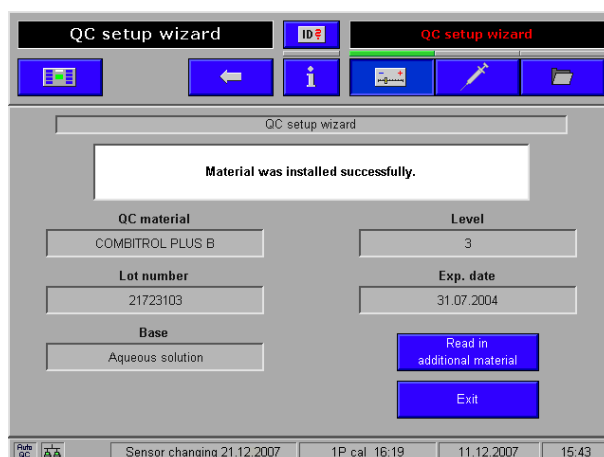 QC setup wizard
ID?
QC setup wizard
i
- +
QC setup wizard
Material was installed successfully.
QC material
Level
COMBITROL PLUS B
3
Lot number
Exp. date
21723103
31.07.2004
Base
Aqueous solution
Read in
additional material
Exit
Auto
QC
Sensor changing 21.12.2007
1P cal 16:19
11.12.2007
15:43